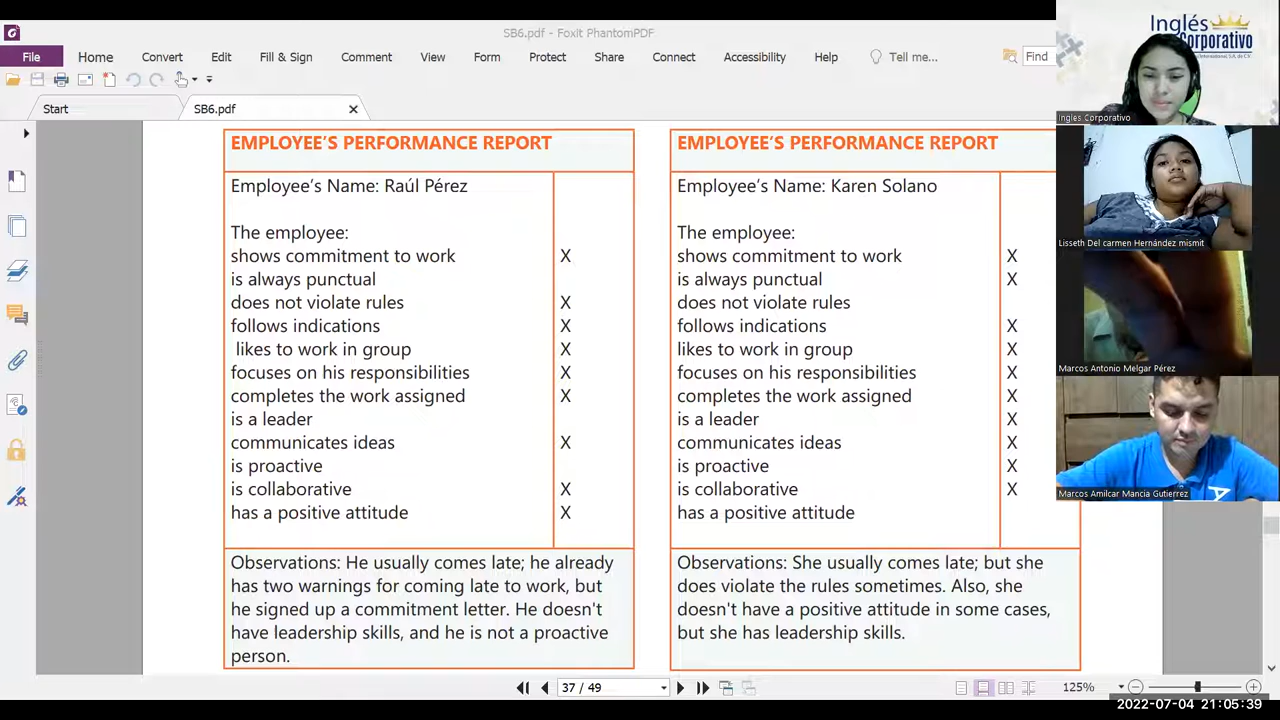 SB6.pdf - Foxit PhantomPDF
File Home Convert Edit Fill & Sign Comment View Form Protect Share Connect Accessibility Help Tell me... Find
Start SB6.pdf
EMPLOYEE'S PERFORMANCE REPORT
Employee's Name: Raúl Pérez
The employee:
shows commitment to work X
is always punctual
does not violate rules X
follows indications X
likes to work in group X
focuses on his responsibilities X
completes the work assigned X
is a leader
communicates ideas X
is proactive
is collaborative X
has a positive attitude X
Observations: He usually comes late; he already
has two warnings for coming late to work, but
he signed up a commitment letter. He doesn't
have leadership skills, and he is not a proactive
person.
EMPLOYEE'S PERFORMANCE REPORT
Employee's Name: Karen Solano
The employee:
shows commitment to work X
is always punctual X
does not violate rules
follows indications X
likes to work in group X
focuses on his responsibilities X
completes the work assigned X
is a leader X
communicates ideas X
is proactive X
is collaborative X
has a positive attitude
Observations: She usually comes late; but she
does violate the rules sometimes. Also, she
doesn't have a positive attitude in some cases,
but she has leadership skills.
Inglés
Corporativo
Ingles Corporativo
Lisseth Del carmen Hernández mismit
Marcos Antonio Melgar Pérez
Marcos Amilcar Mancia Gutierrez
37 / 49
125%
2022-07-04 21:05:39